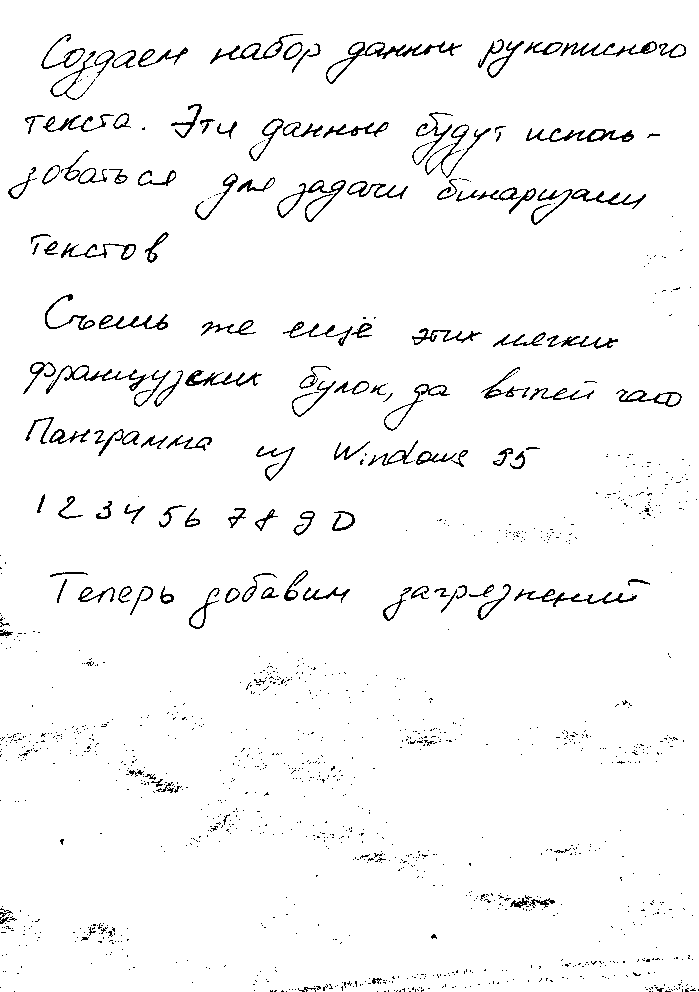 Создаем набор данных рукописного
текста. Эти данные будут исполь-
зоваться для задачи бинаризации
текстов
Съешь же ещё этих мягких
французских булок, да выпей чаю
Панграмма из Windows 95
1 2 3 4 5 6 7 8 9 0
Теперь добавим загрязнений